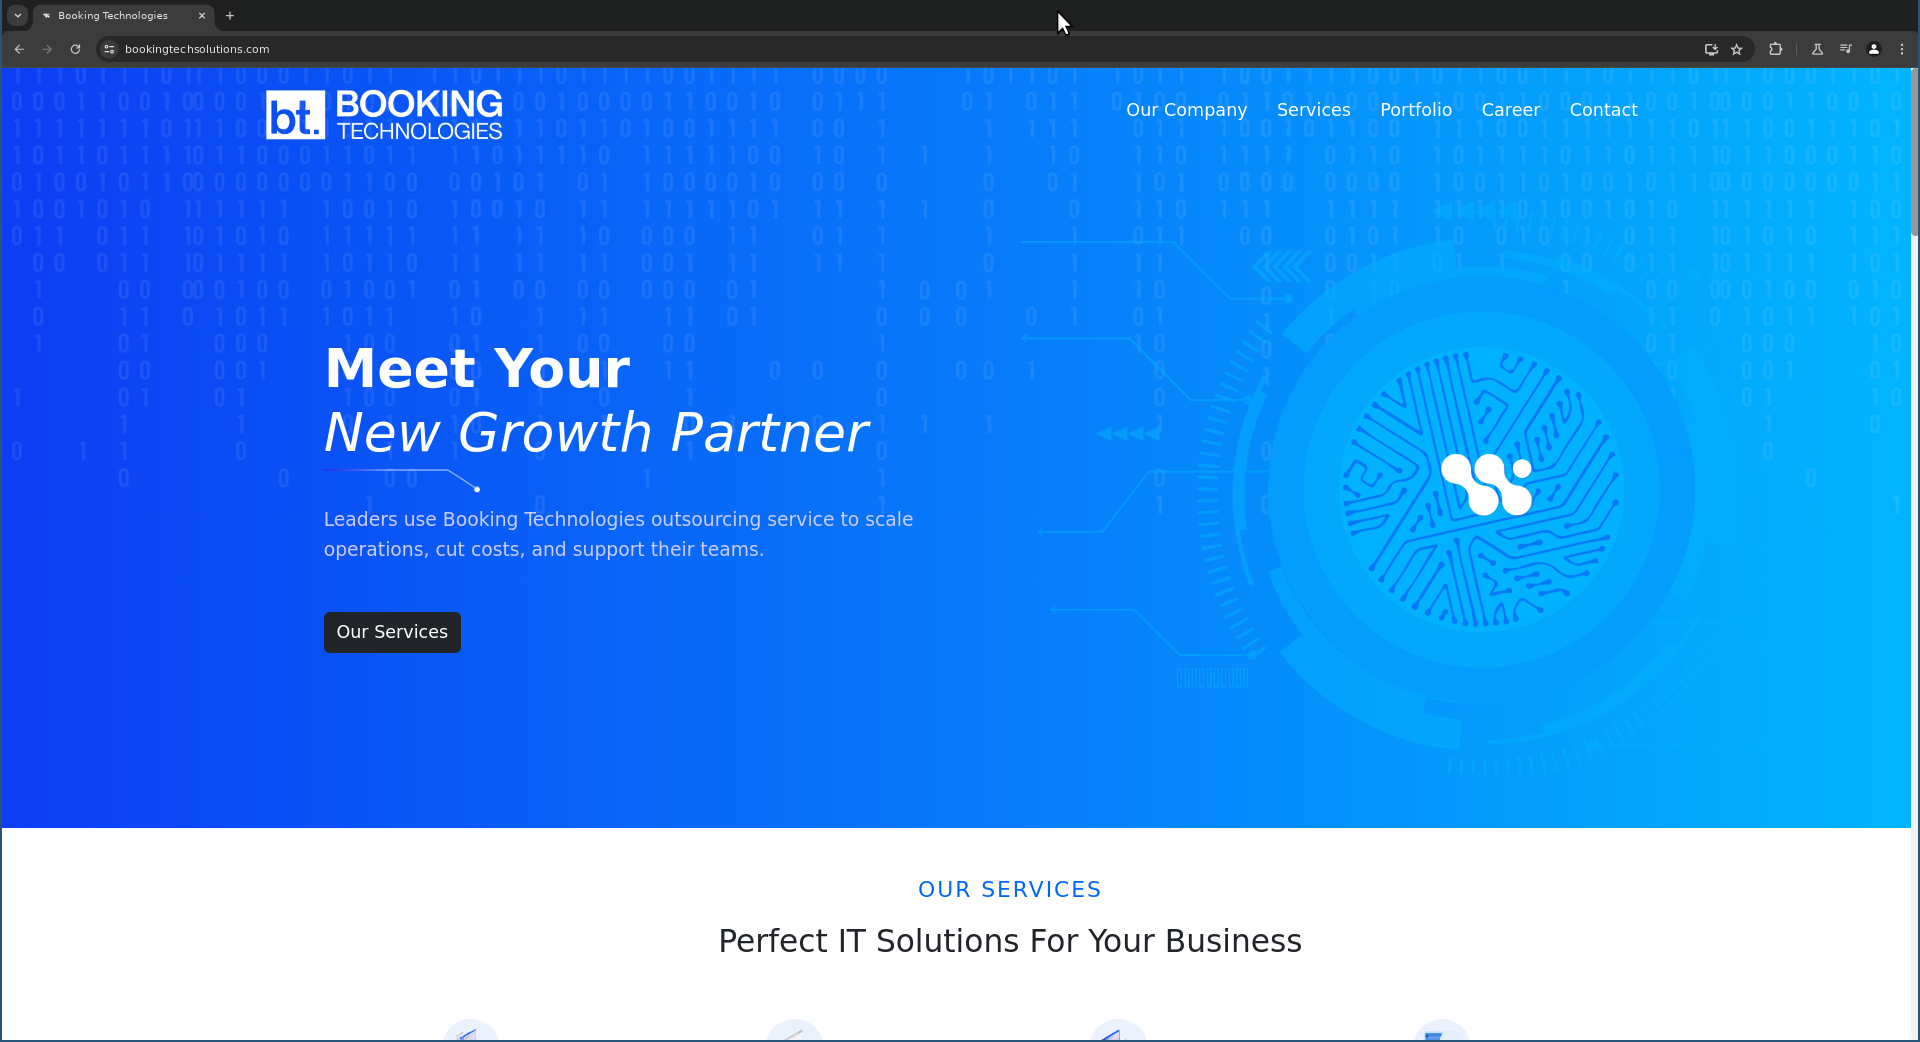 Booking Technologies
bookingtechsolutions.com
bt. BOOKING TECHNOLOGIES
Our Company Services Portfolio Career Contact
Meet Your
New Growth Partner
Leaders use Booking Technologies outsourcing service to scale
operations, cut costs, and support their teams.
Our Services
OUR SERVICES
Perfect IT Solutions For Your Business